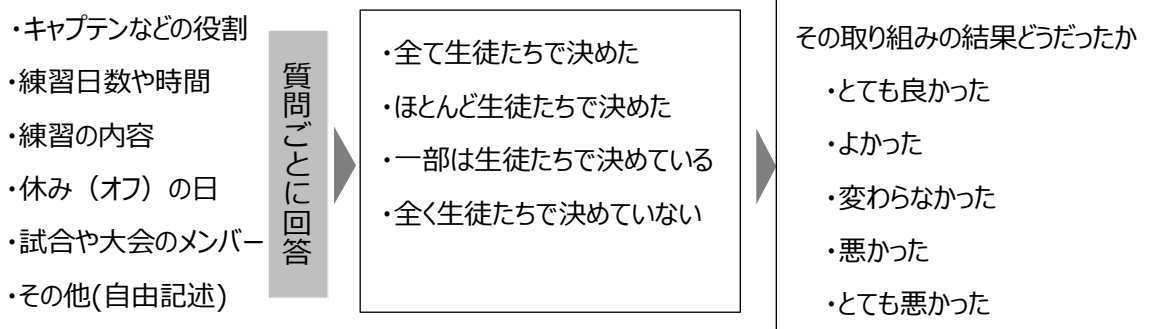 ・キャプテンなどの役割
・練習日数や時間
・練習の内容
・休み（オフ）の日
・試合や大会のメンバー
・その他(自由記述)
質問ごとに回答
・全て生徒たちで決めた
・ほとんど生徒たちで決めた
・一部は生徒たちで決めている
・全く生徒たちで決めていない
その取り組みの結果どうだったか
・とても良かった
・よかった
・変わらなかった
・悪かった
・とても悪かった